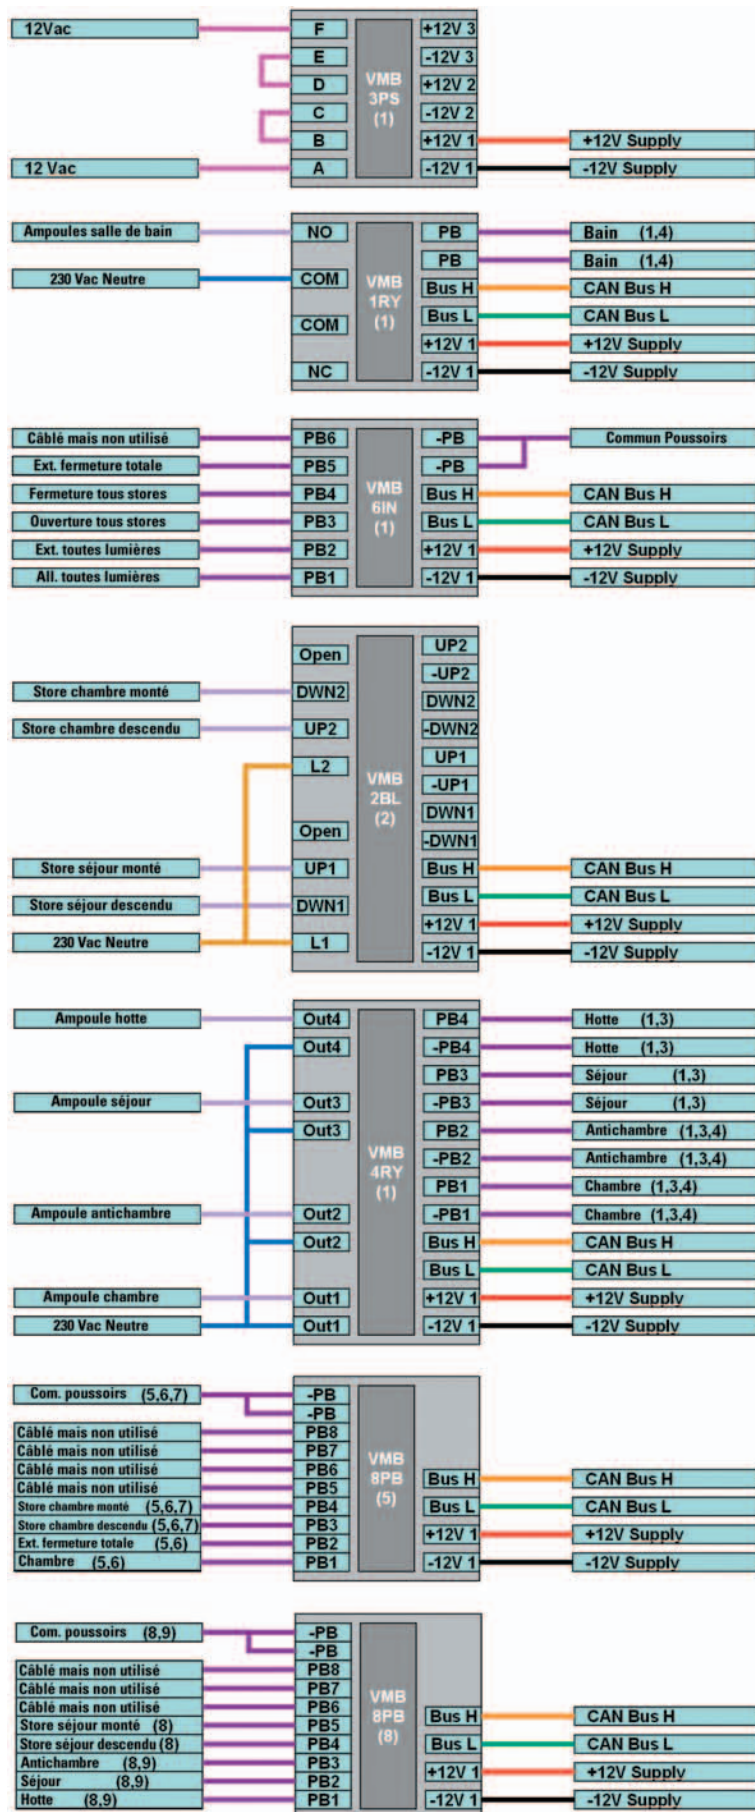 12Vac F +12V 3
E -12V 3
VMB
3PS
(1)
D +12V 2
C -12V 2
B +12V 1 +12V Supply
12 Vac A -12V 1 -12V Supply
Ampoules salle de bain NO PB Bain (1,4)
PB Bain (1,4)
230 Vac Neutre COM Bus H CAN Bus H
VMB
1RY
(1)
COM Bus L CAN Bus L
+12V 1 +12V Supply
NC -12V 1 -12V Supply
Câblé mais non utilisé PB6 -PB Commun Poussoirs
Ext. fermeture totale PB5 -PB
Fermeture tous stores PB4 Bus H CAN Bus H
VMB
6IN
(1)
Ouverture tous stores PB3 Bus L CAN Bus L
Ext. toutes lumières PB2 +12V 1 +12V Supply
All. toutes lumières PB1 -12V 1 -12V Supply
Open UP2
-UP2
Store chambre monté DWN2 DWN2
Store chambre descendu UP2 -DWN2
L2 UP1
VMB
2BL
(2)
-UP1
DWN1
Open -DWN1
Store séjour monté UP1 Bus H CAN Bus H
Store séjour descendu DWN1 Bus L CAN Bus L
+12V 1 +12V Supply
230 Vac Neutre L1 -12V 1 -12V Supply
Ampoule hotte Out4 PB4 Hotte (1,3)
Out4 -PB4 Hotte (1,3)
PB3 Séjour (1,3)
Ampoule séjour Out3 -PB3 Séjour (1,3)
Out3 PB2 Antichambre (1,3,4)
VMB
4RY
(1)
-PB2 Antichambre (1,3,4)
PB1 Chambre (1,3,4)
Ampoule antichambre Out2 -PB1 Chambre (1,3,4)
Out2 Bus H CAN Bus H
Bus L CAN Bus L
Ampoule chambre Out1 +12V 1 +12V Supply
230 Vac Neutre Out1 -12V 1 -12V Supply
Com. poussoirs (5,6,7) -PB
-PB
Câblé mais non utilisé PB8
Câblé mais non utilisé PB7
VMB
8PB
(5)
Câblé mais non utilisé PB6 Bus H CAN Bus H
Câblé mais non utilisé PB5
Store chambre monté (5,6,7) PB4 Bus L CAN Bus L
Store chambre descendu (5,6,7) PB3 +12V 1 +12V Supply
Ext. fermeture totale (5,6) PB2
Chambre (5,6) PB1 -12V 1 -12V Supply
Com. poussoirs (8,9) -PB
-PB
Câblé mais non utilisé PB8
Câblé mais non utilisé PB7
VMB
8PB
(8)
Câblé mais non utilisé PB6 Bus H CAN Bus H
Store séjour monté (8) PB5
Store séjour descendu (8) PB4 Bus L CAN Bus L
Antichambre (8,9) PB3 +12V 1 +12V Supply
Séjour (8,9) PB2
Hotte (8,9) PB1 -12V 1 -12V Supply